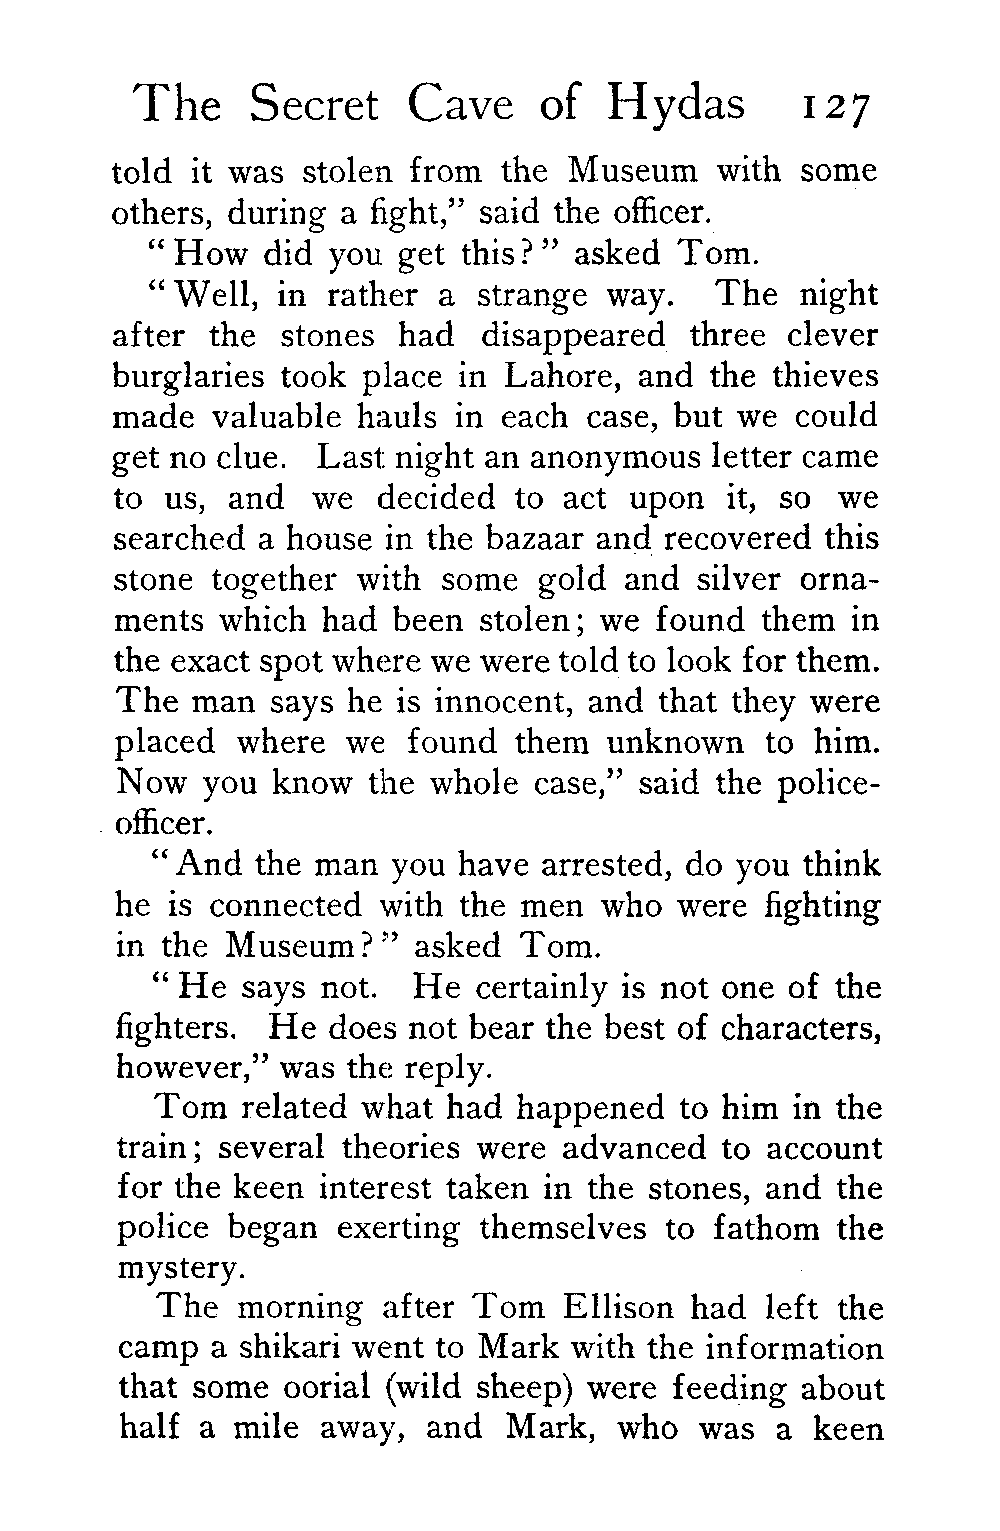 The Secret Cave of Hydas 127
told it was stolen from the Museum with some
others, during a fight,” said the officer.
“How did you get this?” asked Tom.
“Well, in rather a strange way. The night
after the stones had disappeared three clever
burglaries took place in Lahore, and the thieves
made valuable hauls in each case, but we could
get no clue. Last night an anonymous letter came
to us, and we decided to act upon it, so we
searched a house in the bazaar and recovered this
stone together with some gold and silver orna-
ments which had been stolen; we found them in
the exact spot where we were told to look for them.
The man says he is innocent, and that they were
placed where we found them unknown to him.
Now you know the whole case,” said the police-
officer.
“And the man you have arrested, do you think
he is connected with the men who were fighting
in the Museum?” asked Tom.
“He says not. He certainly is not one of the
fighters. He does not bear the best of characters,
however,” was the reply.
Tom related what had happened to him in the
train; several theories were advanced to account
for the keen interest taken in the stones, and the
police began exerting themselves to fathom the
mystery.
The morning after Tom Ellison had left the
camp a shikari went to Mark with the information
that some oorial (wild sheep) were feeding about
half a mile away, and Mark, who was a keen